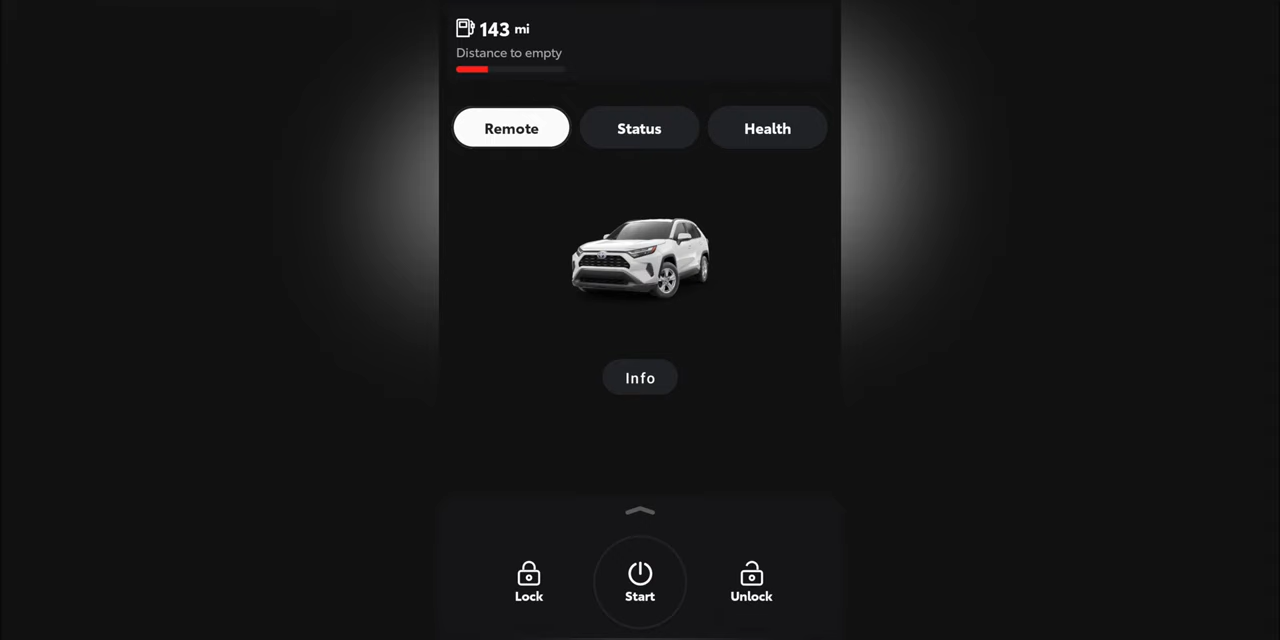 143 mi
Distance to empty
Remote Status Health
Info
Lock Start Unlock